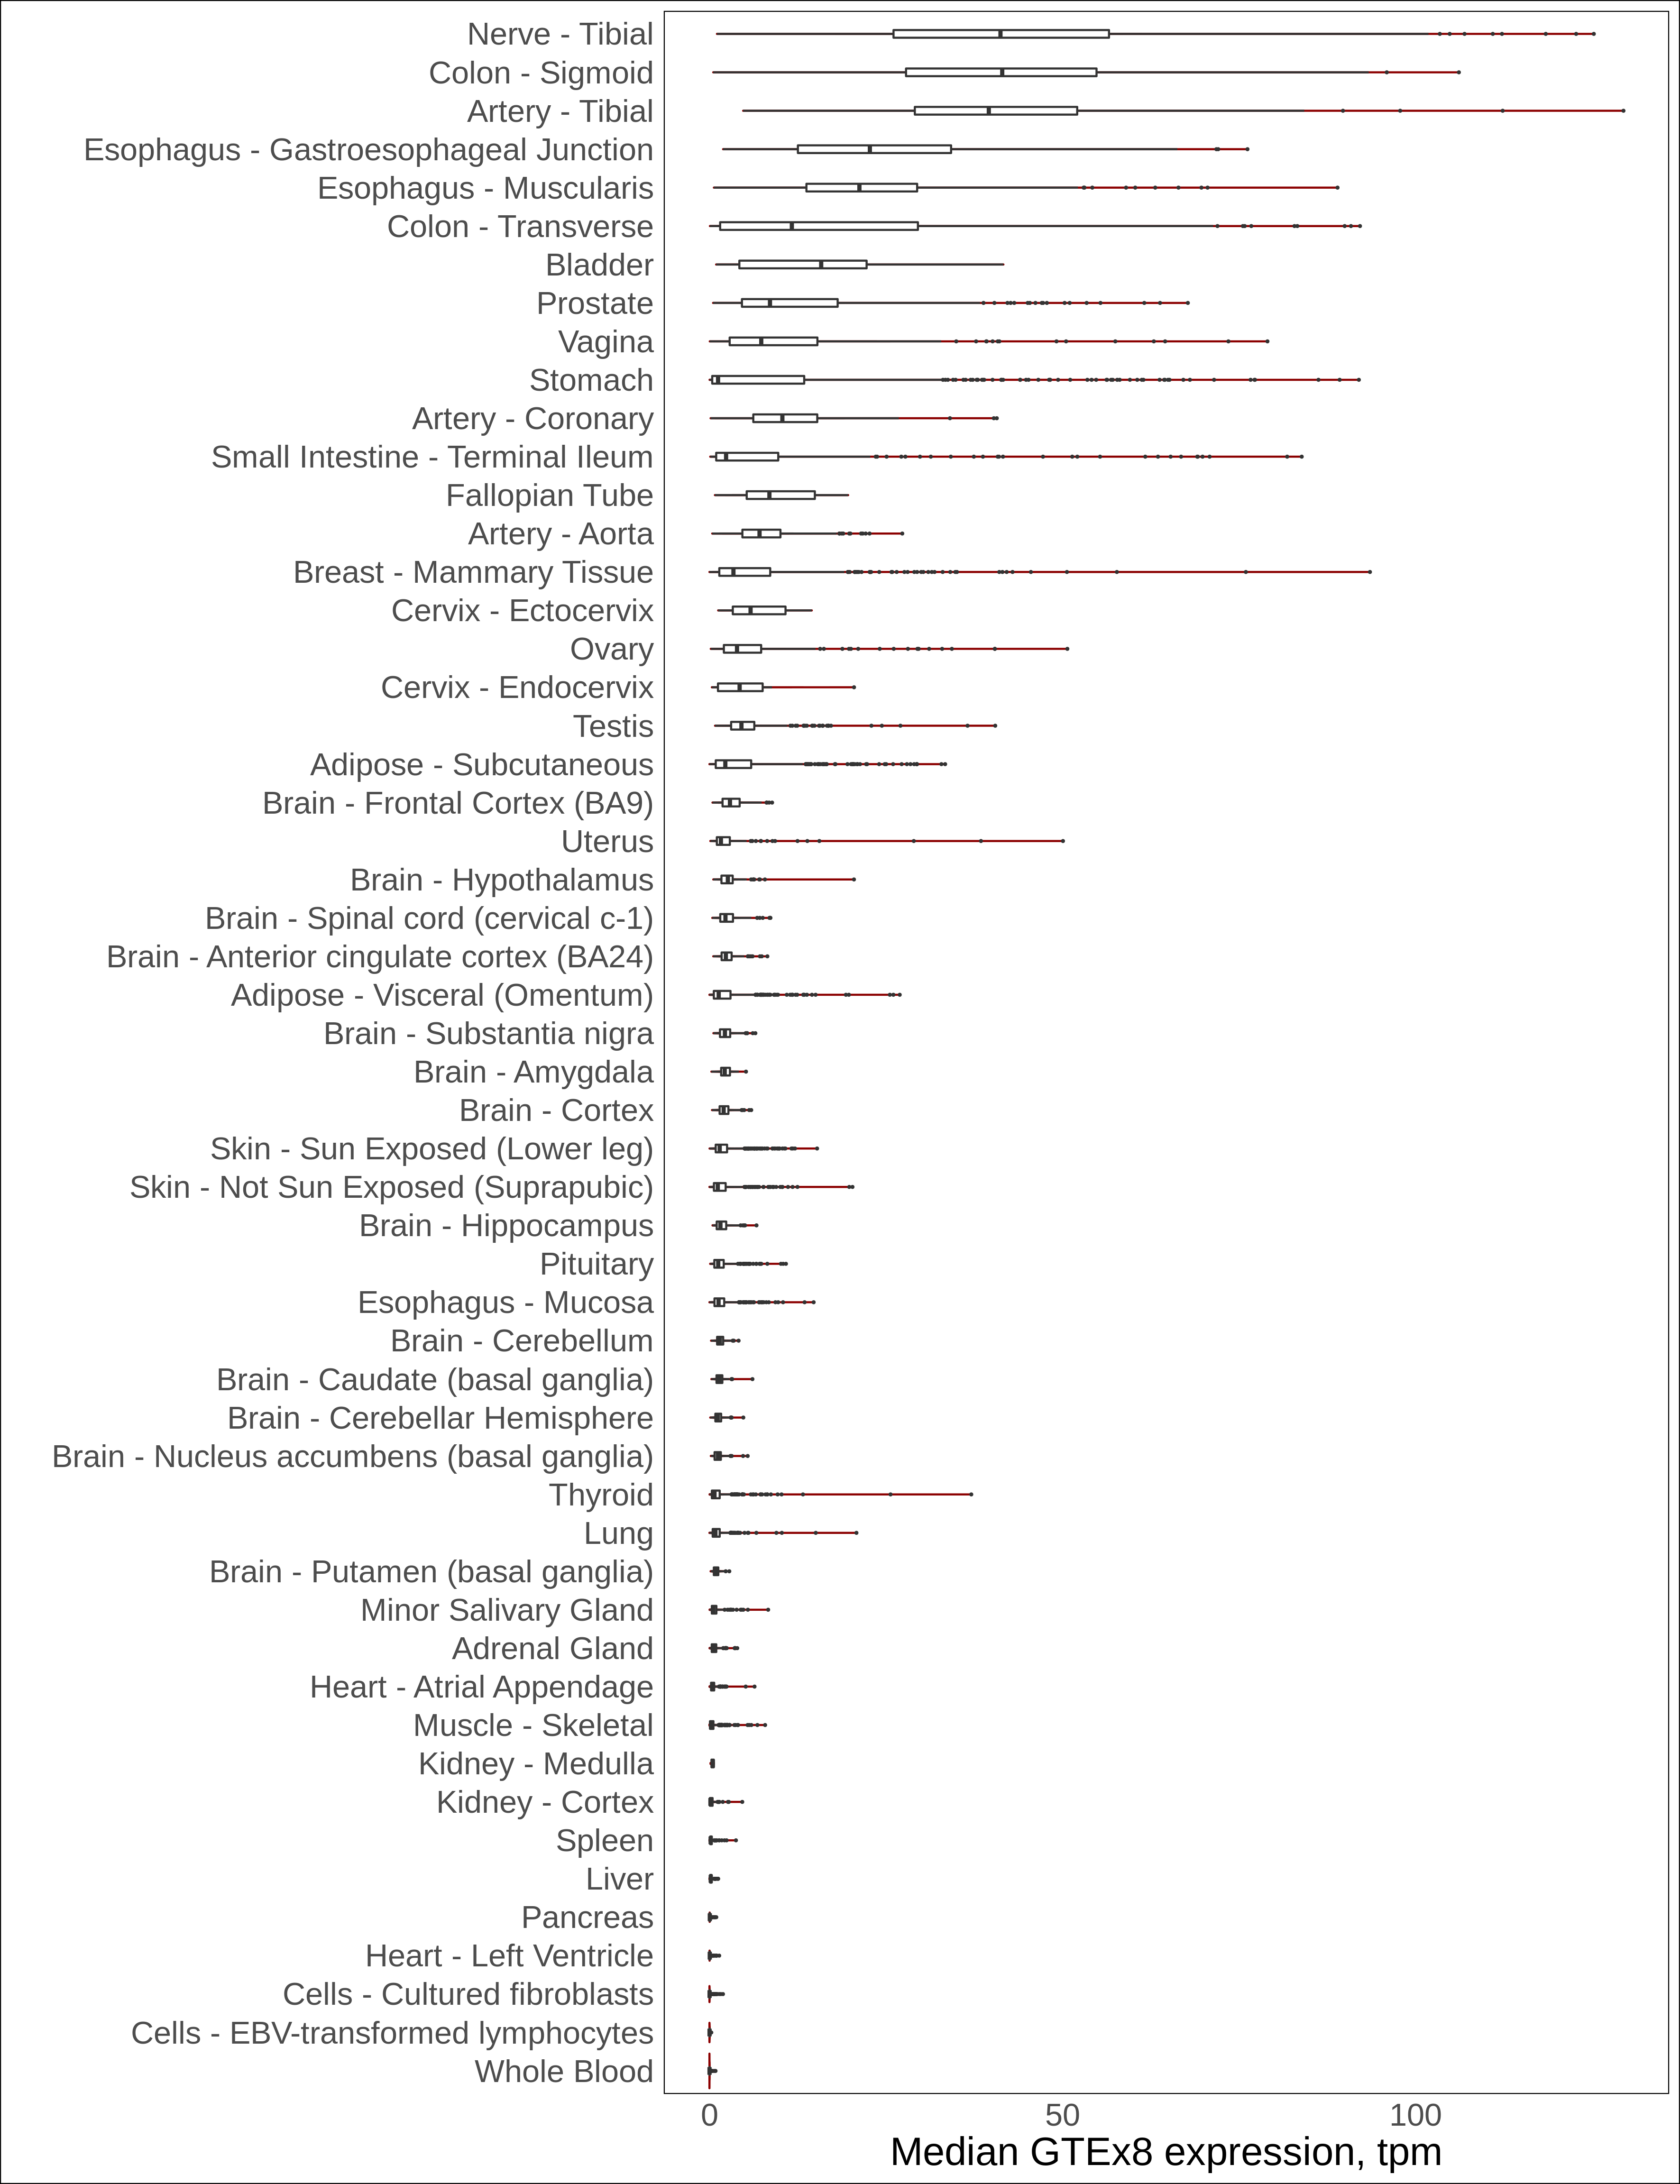 Nerve - Tibial
Colon - Sigmoid
Artery - Tibial
Esophagus - Gastroesophageal Junction
Esophagus - Muscularis
Colon - Transverse
Bladder
Prostate
Vagina
Stomach
Artery - Coronary
Small Intestine - Terminal Ileum
Fallopian Tube
Artery - Aorta
Breast - Mammary Tissue
Cervix - Ectocervix
Ovary
Cervix - Endocervix
Testis
Adipose - Subcutaneous
Brain - Frontal Cortex (BA9)
Uterus
Brain - Hypothalamus
Brain - Spinal cord (cervical c-1)
Brain - Anterior cingulate cortex (BA24)
Adipose - Visceral (Omentum)
Brain - Substantia nigra
Brain - Amygdala
Brain - Cortex
Skin - Sun Exposed (Lower leg)
Skin - Not Sun Exposed (Suprapubic)
Brain - Hippocampus
Pituitary
Esophagus - Mucosa
Brain - Cerebellum
Brain - Caudate (basal ganglia)
Brain - Cerebellar Hemisphere
Brain - Nucleus accumbens (basal ganglia)
Thyroid
Lung
Brain - Putamen (basal ganglia)
Minor Salivary Gland
Adrenal Gland
Heart - Atrial Appendage
Muscle - Skeletal
Kidney - Medulla
Kidney - Cortex
Spleen
Liver
Pancreas
Heart - Left Ventricle
Cells - Cultured fibroblasts
Cells - EBV-transformed lymphocytes
Whole Blood
0 50 100
Median GTEx8 expression, tpm